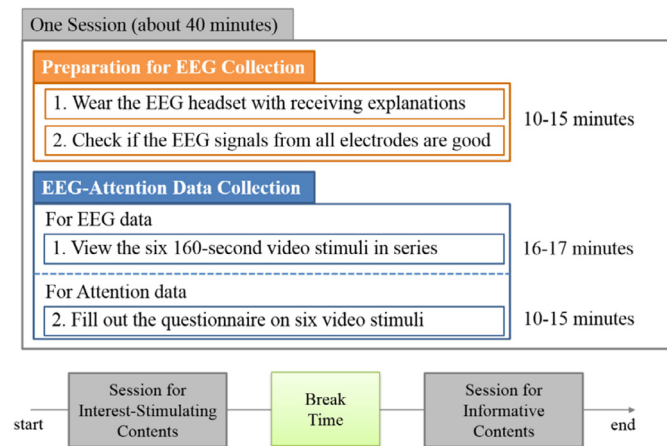 One Session (about 40 minutes)
Preparation for EEG Collection
1. Wear the EEG headset with receiving explanations
2. Check if the EEG signals from all electrodes are good
10-15 minutes
EEG-Attention Data Collection
For EEG data
1. View the six 160-second video stimuli in series
16-17 minutes
For Attention data
2. Fill out the questionnaire on six video stimuli
10-15 minutes
start
Session for
Interest-Stimulating
Contents
Break
Time
Session for
Informative
Contents
end